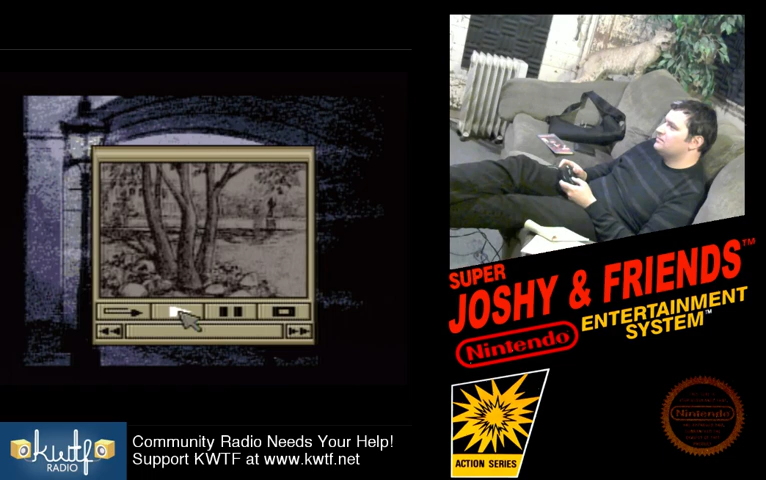 SUPER
JOSHY & FRIENDS™
Nintendo
ENTERTAINMENT
SYSTEM™
ACTION SERIES
Nintendo
kwtf
RADIO
Community Radio Needs Your Help!
Support KWTF at www.kwtf.net